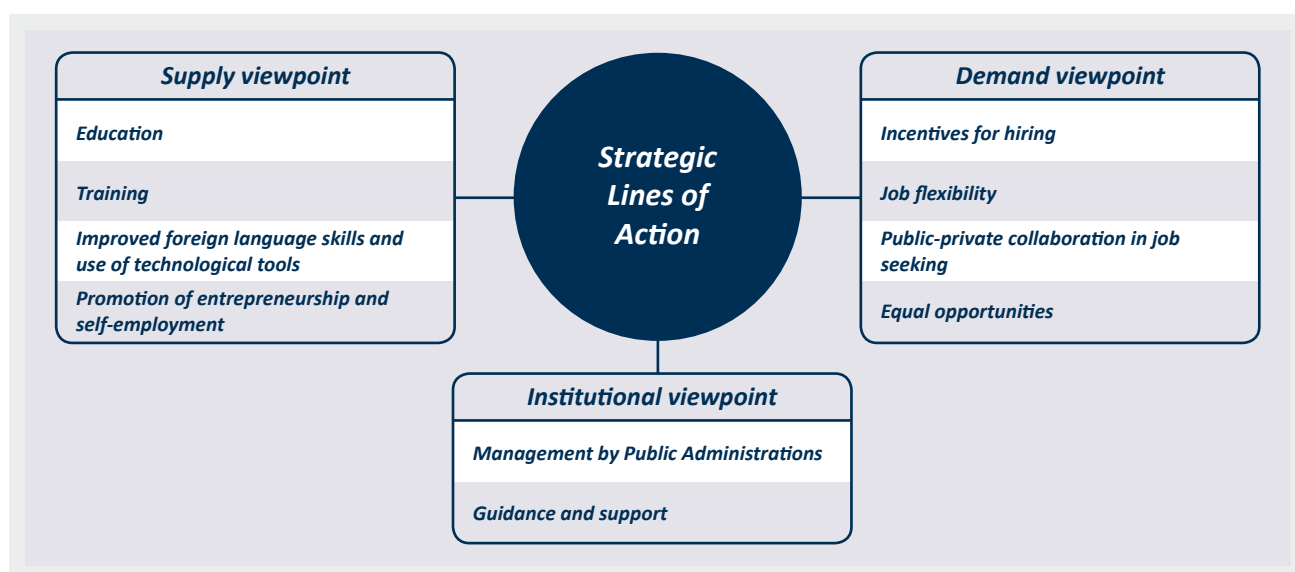 Supply viewpoint
Education
Training
Improved foreign language skills and
use of technological tools
Promotion of entrepreneurship and
self-employment
Strategic
Lines of
Action
Demand viewpoint
Incentives for hiring
Job flexibility
Public-private collaboration in job
seeking
Equal opportunities
Institutional viewpoint
Management by Public Administrations
Guidance and support